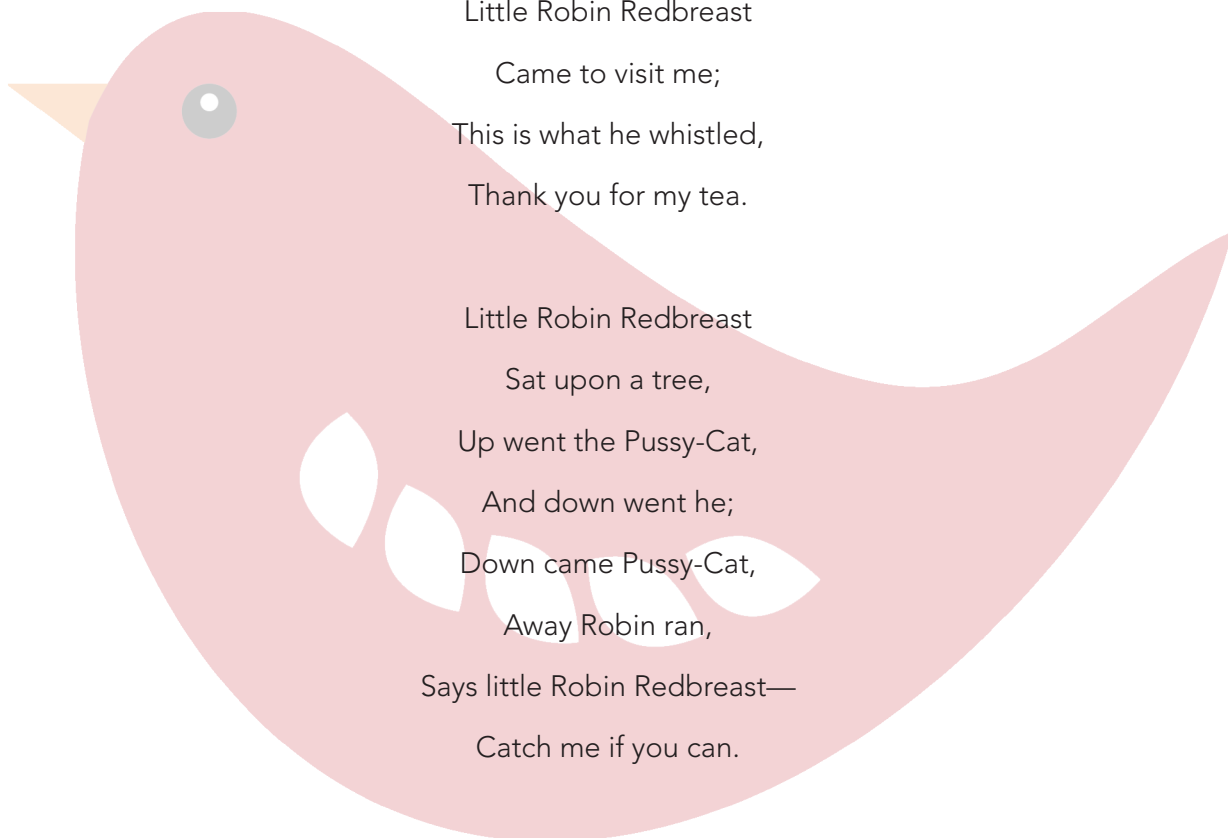 Little Robin Redbreast
Came to visit me;
This is what he whistled,
Thank you for my tea.
Little Robin Redbreast
Sat upon a tree,
Up went the Pussy-Cat,
And down went he;
Down came Pussy-Cat,
Away Robin ran,
Says little Robin Redbreast—
Catch me if you can.